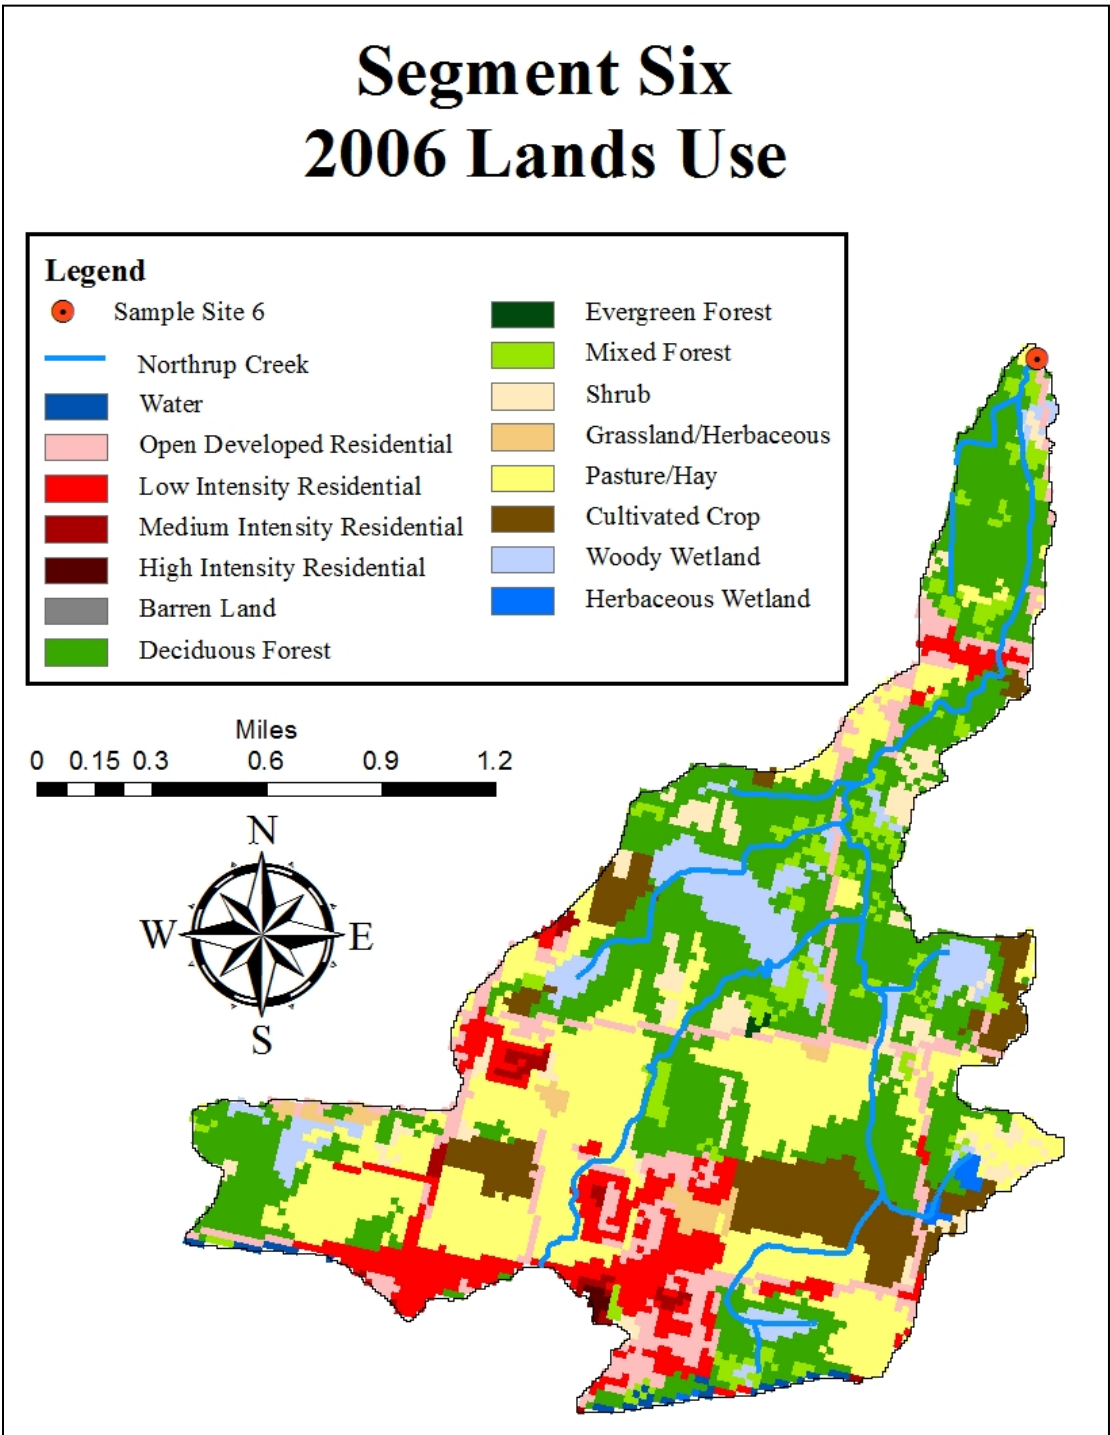 Segment Six
2006 Lands Use
Legend
Sample Site 6
Northrup Creek
Water
Open Developed Residential
Low Intensity Residential
Medium Intensity Residential
High Intensity Residential
Barren Land
Deciduous Forest
Evergreen Forest
Mixed Forest
Shrub
Grassland/Herbaceous
Pasture/Hay
Cultivated Crop
Woody Wetland
Herbaceous Wetland
Miles
0 0.15 0.3 0.6 0.9 1.2
N
W E
S